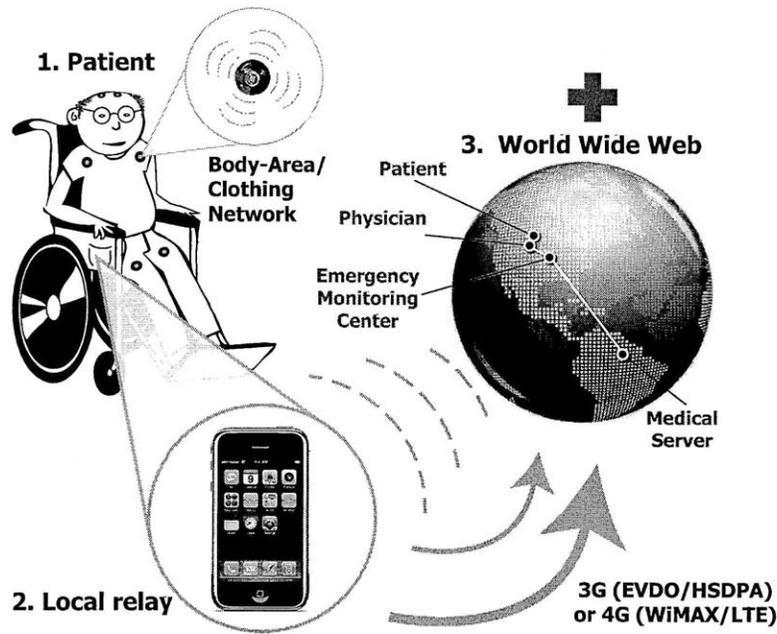 1. Patient
Body-Area/
Clothing
Network
3. World Wide Web
Patient
Physician
Emergency
Monitoring
Center
Medical
Server
2. Local relay
3G (EVDO/HSDPA)
or 4G (WiMAX/LTE)
9